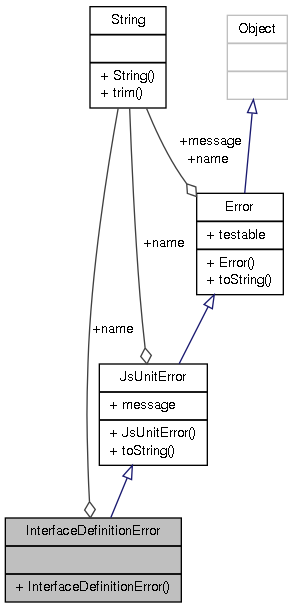 String
+ String()
+ trim()
Object
+message
+name
Error
+ testable
+ Error()
+ toString()
+name
+name
JsUnitError
+ message
+ JsUnitError()
+ toString()
InterfaceDefinitionError
+ InterfaceDefinitionError()